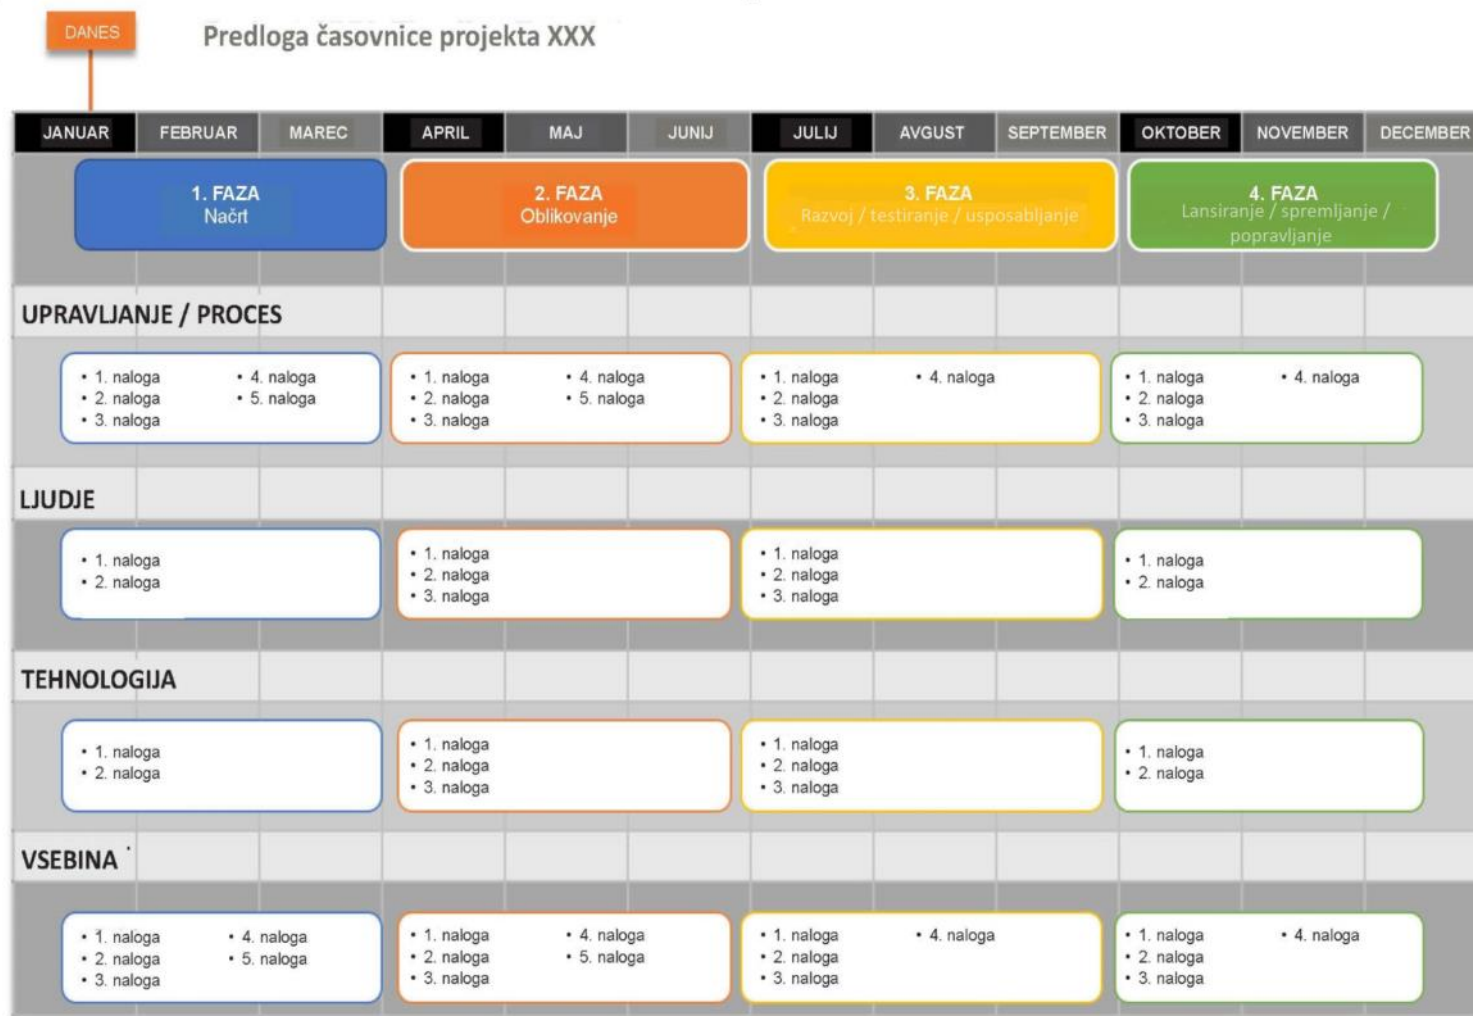 DANES
Predloga časovnice projekta XXX
JANUAR FEBRUAR MAREC APRIL MAJ JUNIJ JULIJ AVGUST SEPTEMBER OKTOBER NOVEMBER DECEMBER
1. FAZA
Načrt
2. FAZA
Oblikovanje
3. FAZA
Razvoj / testiranje / usposabljanje
4. FAZA
Lansiranje / spremljanje /
popravljanje
UPRAVLJANJE / PROCES
• 1. naloga
• 2. naloga
• 3. naloga
• 4. naloga
• 5. naloga
• 1. naloga
• 2. naloga
• 3. naloga
• 4. naloga
• 5. naloga
• 1. naloga
• 2. naloga
• 3. naloga
• 4. naloga
• 1. naloga
• 2. naloga
• 3. naloga
• 4. naloga
LJUDJE
• 1. naloga
• 2. naloga
• 1. naloga
• 2. naloga
• 3. naloga
• 1. naloga
• 2. naloga
• 3. naloga
• 1. naloga
• 2. naloga
TEHNOLOGIJA
• 1. naloga
• 2. naloga
• 1. naloga
• 2. naloga
• 3. naloga
• 1. naloga
• 2. naloga
• 3. naloga
• 1. naloga
• 2. naloga
VSEBINA
• 1. naloga
• 2. naloga
• 3. naloga
• 4. naloga
• 5. naloga
• 1. naloga
• 2. naloga
• 3. naloga
• 4. naloga
• 5. naloga
• 1. naloga
• 2. naloga
• 3. naloga
• 4. naloga
• 1. naloga
• 2. naloga
• 3. naloga
• 4. naloga